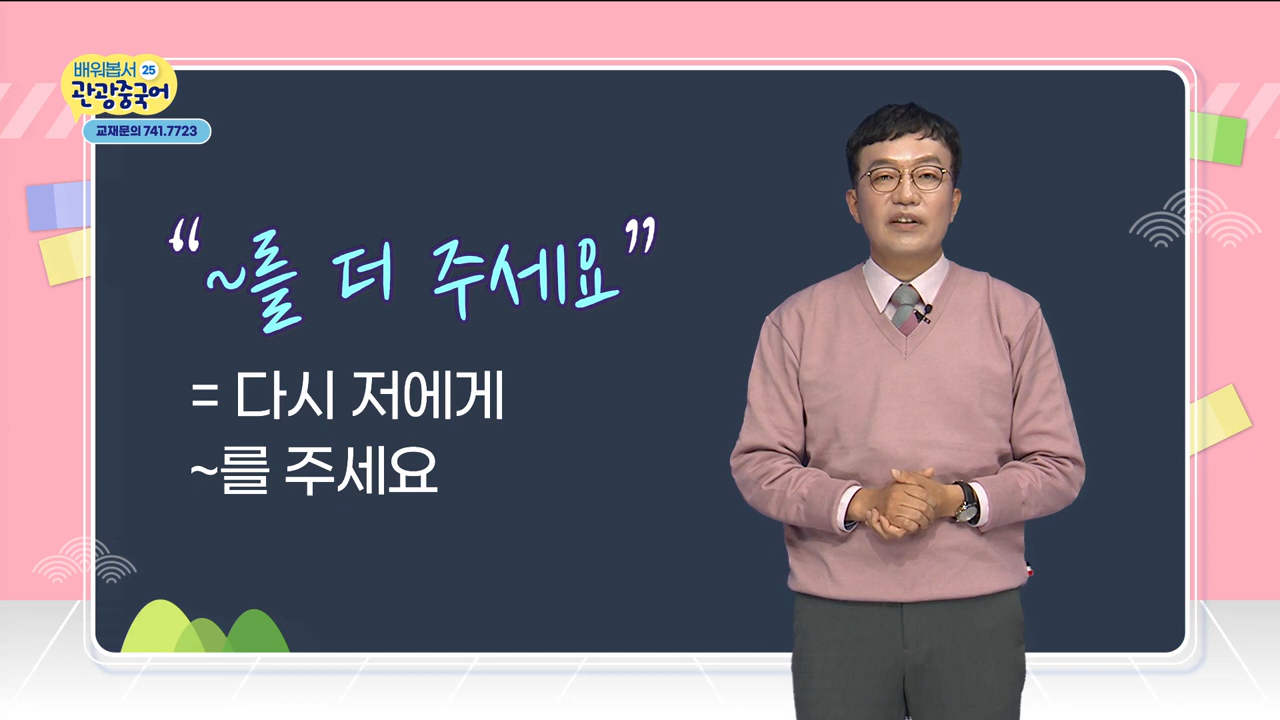 배워봅서 25
관광중국어
교재문의 741.7723
“~를 더 주세요”
= 다시 저에게
~를 주세요